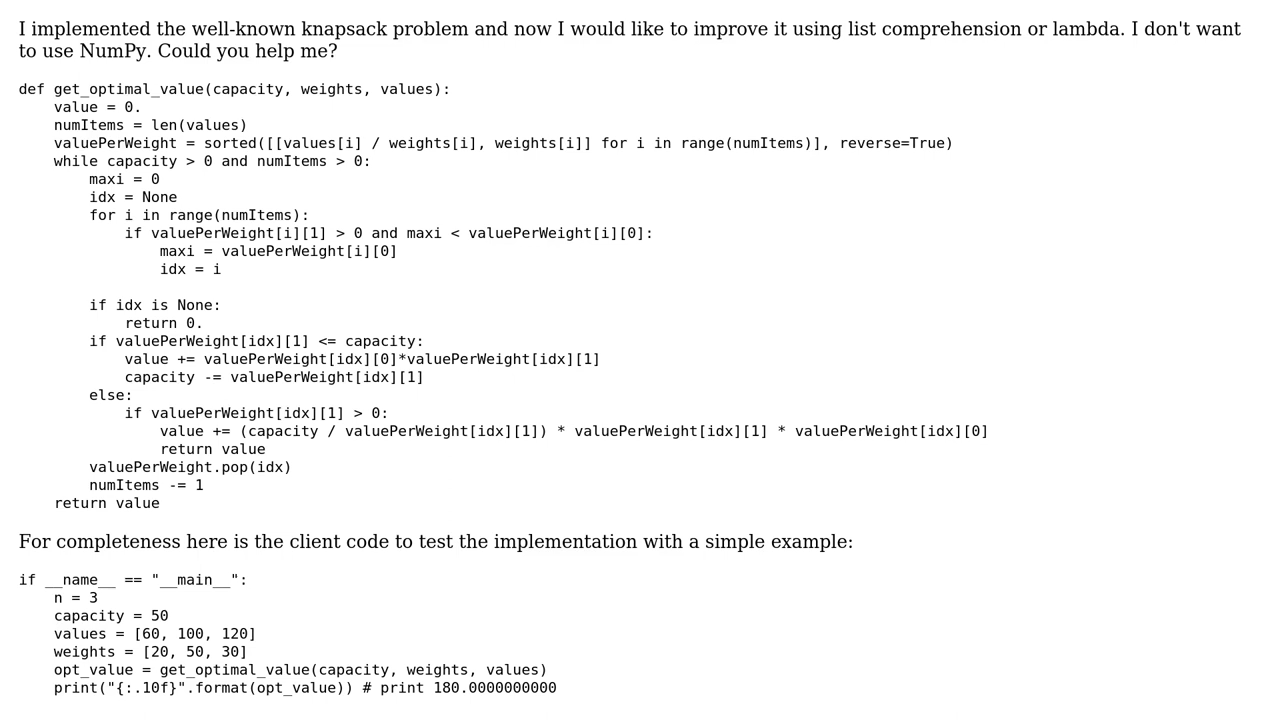 I implemented the well-known knapsack problem and now I would like to improve it using list comprehension or lambda. I don't want
to use NumPy. Could you help me?
def get_optimal_value(capacity, weights, values):
    value = 0.
    numItems = len(values)
    valuePerWeight = sorted([[values[i] / weights[i], weights[i]] for i in range(numItems)], reverse=True)
    while capacity > 0 and numItems > 0:
        maxi = 0
        idx = None
        for i in range(numItems):
            if valuePerWeight[i][1] > 0 and maxi < valuePerWeight[i][0]:
                maxi = valuePerWeight[i][0]
                idx = i

        if idx is None:
            return 0.
        if valuePerWeight[idx][1] <= capacity:
            value += valuePerWeight[idx][0]*valuePerWeight[idx][1]
            capacity -= valuePerWeight[idx][1]
        else:
            if valuePerWeight[idx][1] > 0:
                value += (capacity / valuePerWeight[idx][1]) * valuePerWeight[idx][1] * valuePerWeight[idx][0]
                return value
        valuePerWeight.pop(idx)
        numItems -= 1
    return value
For completeness here is the client code to test the implementation with a simple example:
if __name__ == "__main__":
    n = 3
    capacity = 50
    values = [60, 100, 120]
    weights = [20, 50, 30]
    opt_value = get_optimal_value(capacity, weights, values)
    print("{:.10f}".format(opt_value)) # print 180.0000000000